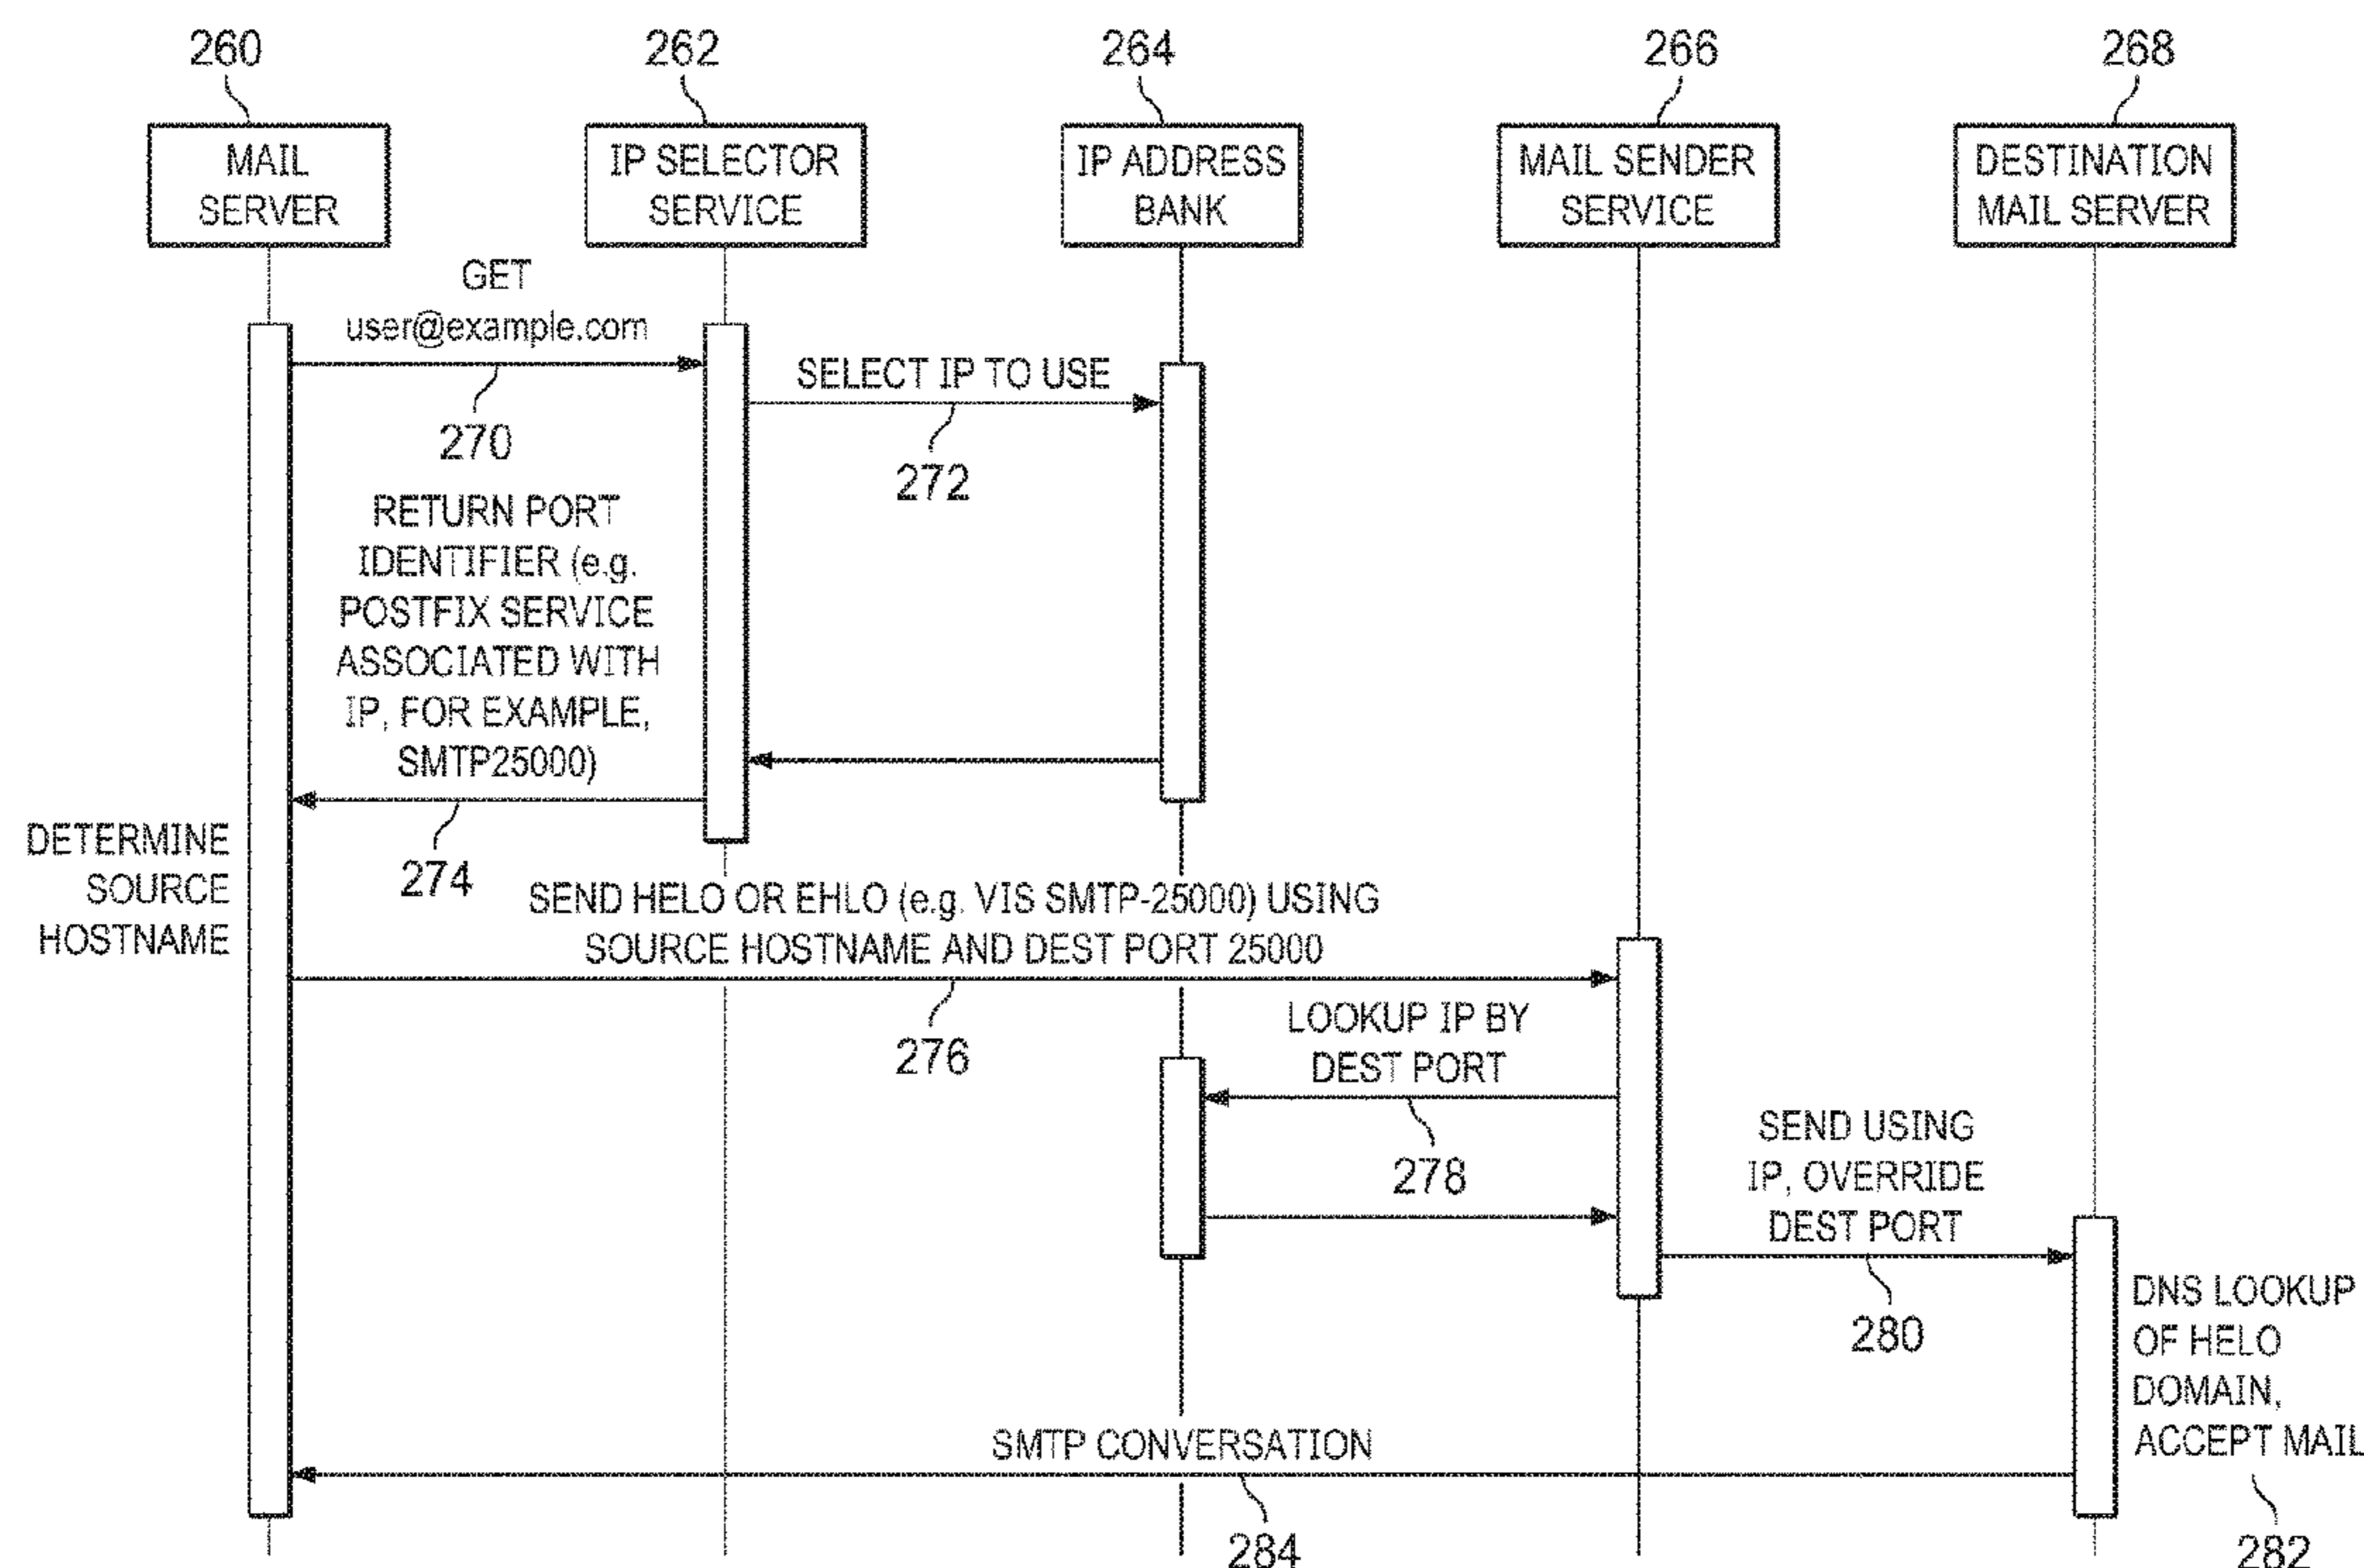 260
262
264
266
268
MAIL
SERVER
IP SELECTOR
SERVICE
IP ADDRESS
BANK
MAIL SENDER
SERVICE
DESTINATION
MAIL SERVER
GET
user@example.com
270
SELECT IP TO USE
272
RETURN PORT
IDENTIFIER (e.g.
POSTFIX SERVICE
ASSOCIATED WITH
IP, FOR EXAMPLE,
SMTP25000)
274
DETERMINE
SOURCE
HOSTNAME
SEND HELO OR EHLO (e.g. VIS SMTP-25000) USING
SOURCE HOSTNAME AND DEST PORT 25000
276
LOOKUP IP BY
DEST PORT
278
SEND USING
IP, OVERRIDE
DEST PORT
280
DNS LOOKUP
OF HELO
DOMAIN,
ACCEPT MAIL
282
SMTP CONVERSATION
284